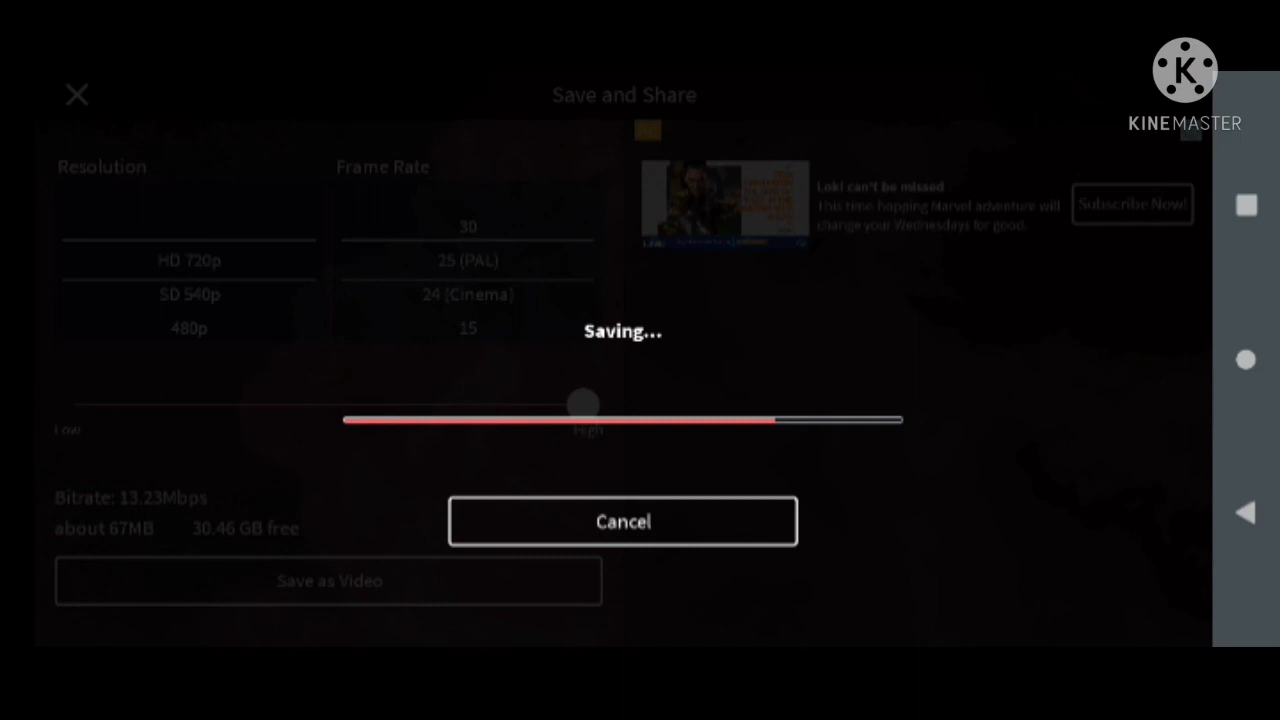 K
KINEMASTER
Save and Share
Resolution
Frame Rate
30
HD 720p
25 (PAL)
SD 540p
24 (Cinema)
480p
15
Loki can't be missed
This time-hopping Marvel adventure will
change your Wednesdays for good.
Subscribe Now!
Saving...
Low
High
Bitrate: 13.23Mbps
about 67MB
30.46 GB free
Cancel
Save as Video